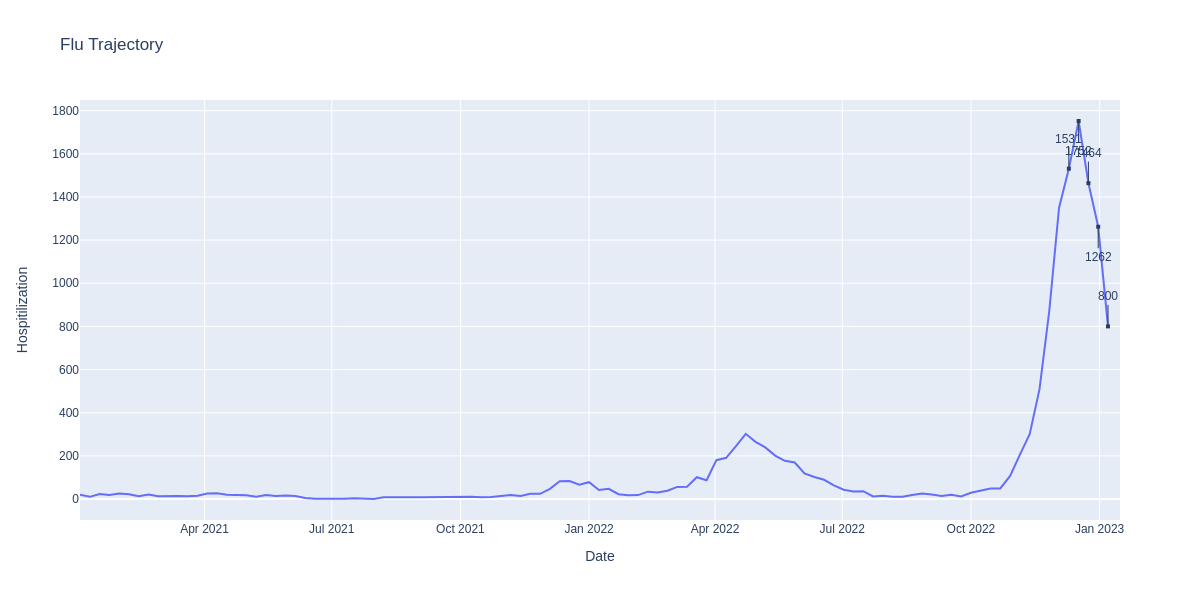 Flu Trajectory
Hospitilization
1800
1600
1400
1200
1000
800
600
400
200
0
1531
1752
1464
1262
800
Apr 2021
Jul 2021
Oct 2021
Jan 2022
Apr 2022
Jul 2022
Oct 2022
Jan 2023
Date